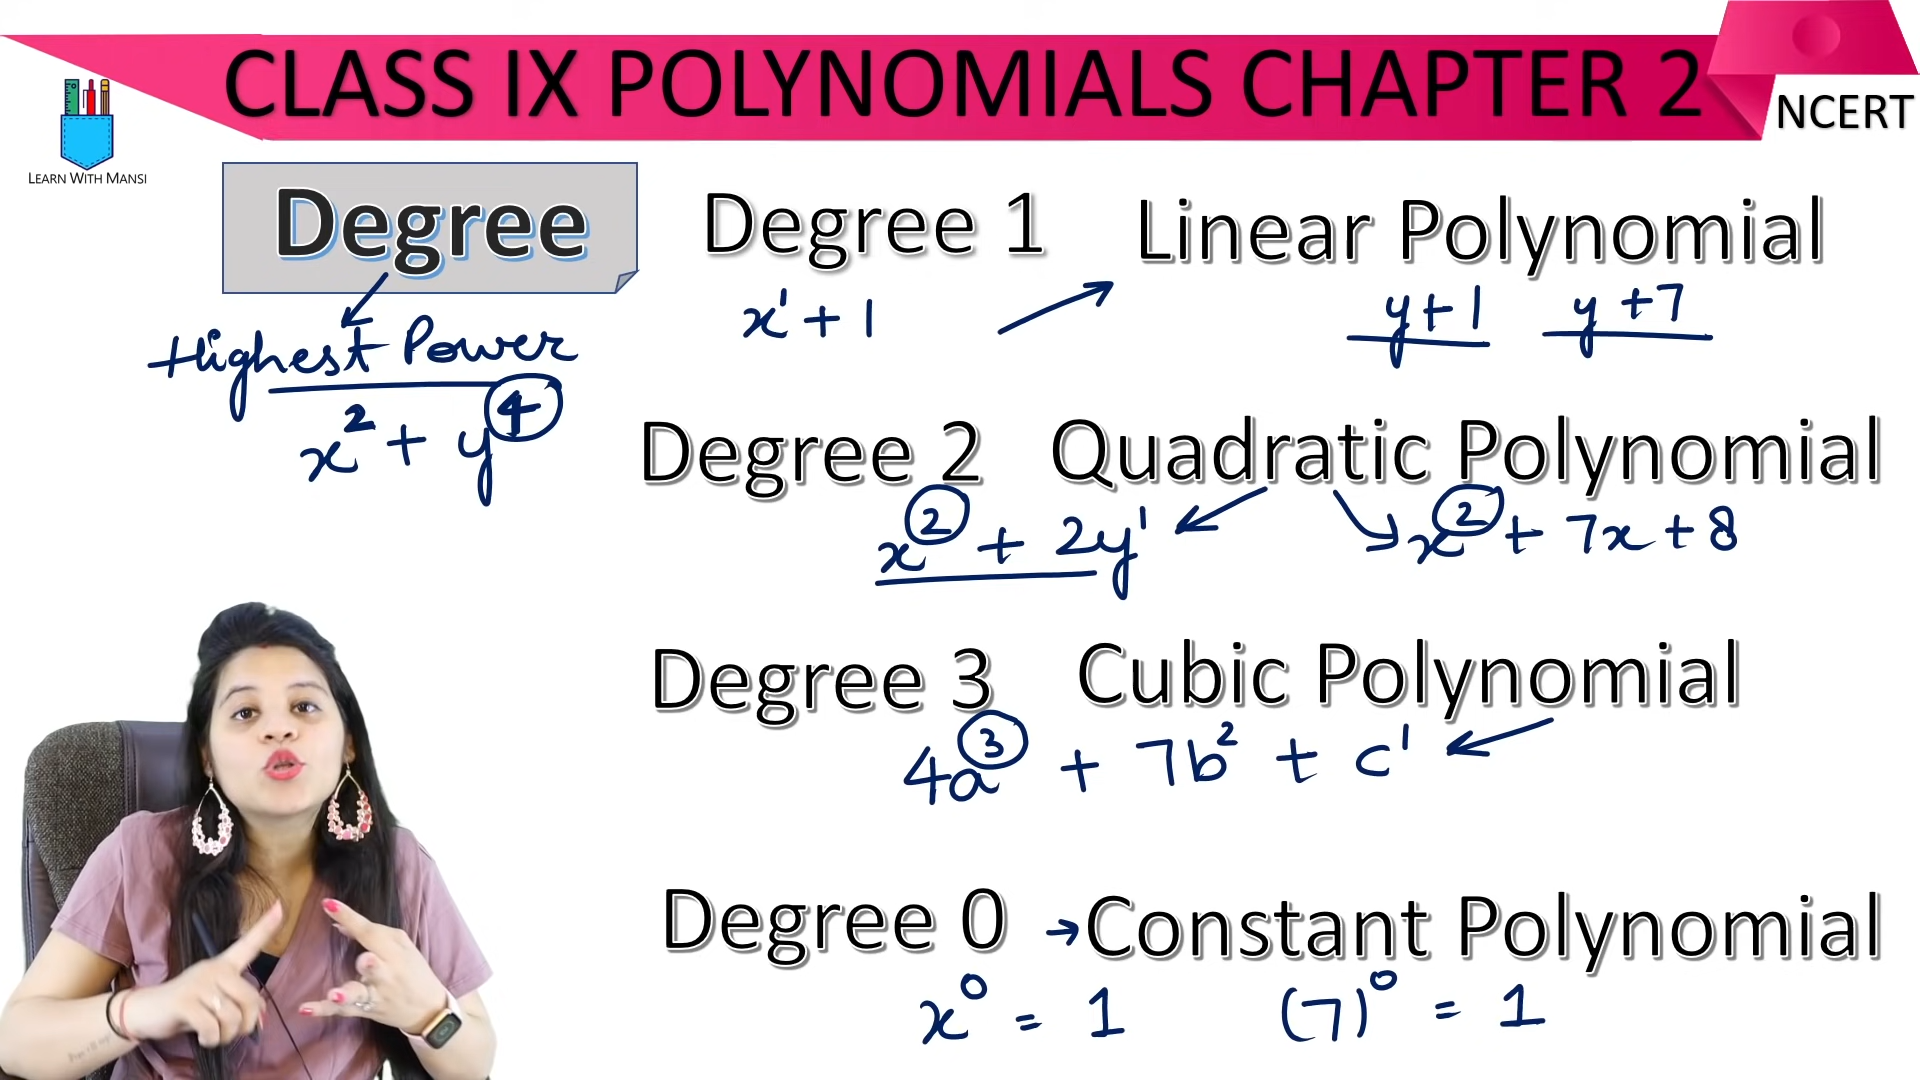 CLASS IX POLYNOMIALS CHAPTER 2
NCERT
LEARN WITH MANSI
Degree
Highest Power
x² + y⁴
Degree 1 Linear Polynomial
x¹ + 1
y + 1 y + 7
Degree 2 Quadratic Polynomial
x² + 2y¹
x² + 7x + 8
Degree 3 Cubic Polynomial
4a³ + 7b² + c¹
Degree 0 → Constant Polynomial
x⁰ = 1 (7)⁰ = 1